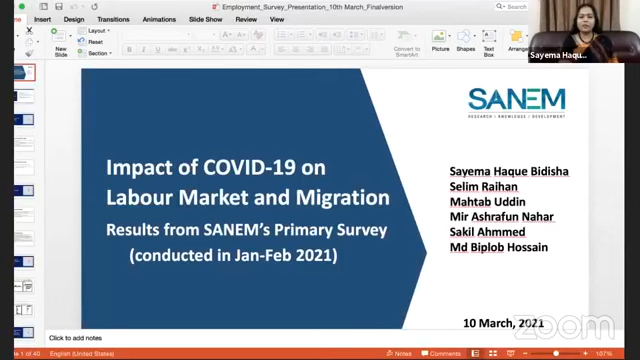 Employment_Survey_Presentation_10th March_Finalversion
Search
me
Insert
Design
Transitions
Animations
Slide Show
Review
View
New Slide
Layout
Reset
Section
Convert to SmartArt
Picture
Shapes
Text Box
Arrange
Sayema Haque...
SANEM
RESEARCH | KNOWLEDGE | DEVELOPMENT
Impact of COVID-19 on
Labour Market and Migration
Results from SANEM's Primary Survey
(conducted in Jan-Feb 2021)
Sayema Haque Bidisha
Selim Raihan
Mahtab Uddin
Mir Ashrafun Nahar
Sakil Ahmmed
Md Biplob Hossain
10 March, 2021
zoom
Click to add notes
1 of 40
English (United States)
Notes
Comments
107%